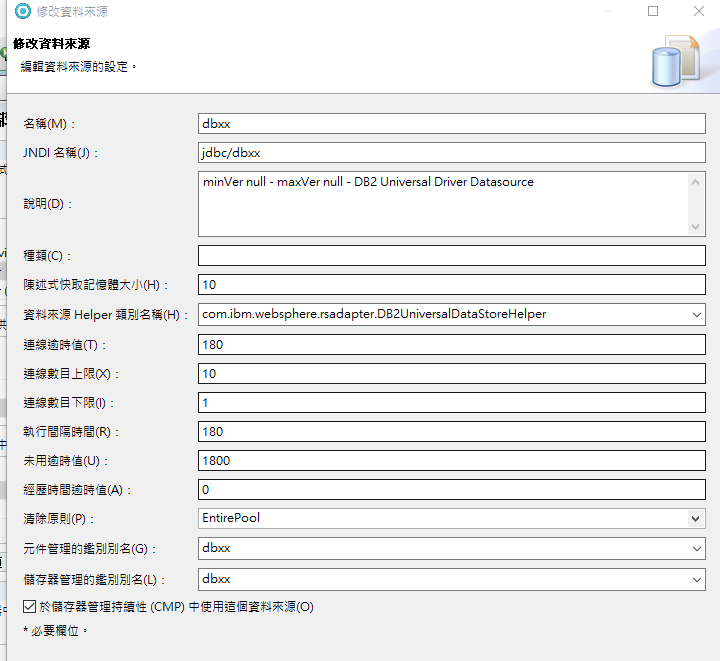 修改資料來源
修改資料來源
編輯資料來源的設定。
名稱(M)：
dbxx
JNDI 名稱(J)：
jdbc/dbxx
說明(D)：
minVer null - maxVer null - DB2 Universal Driver Datasource
種類(C)：
陳述式快取記憶體大小(H)：
10
資料來源 Helper 類別名稱(H)：
com.ibm.websphere.rsadapter.DB2UniversalDataStoreHelper
連線逾時值(T)：
180
連線數目上限(X)：
10
連線數目下限(I)：
1
執行間隔時間(R)：
180
未用逾時值(U)：
1800
經歷時間逾時值(A)：
0
清除原則(P)：
EntirePool
元件管理的鑑別別名(G)：
dbxx
儲存器管理的鑑別別名(L)：
dbxx
於儲存器管理持續性 (CMP) 中使用這個資料來源(O)
* 必要欄位。